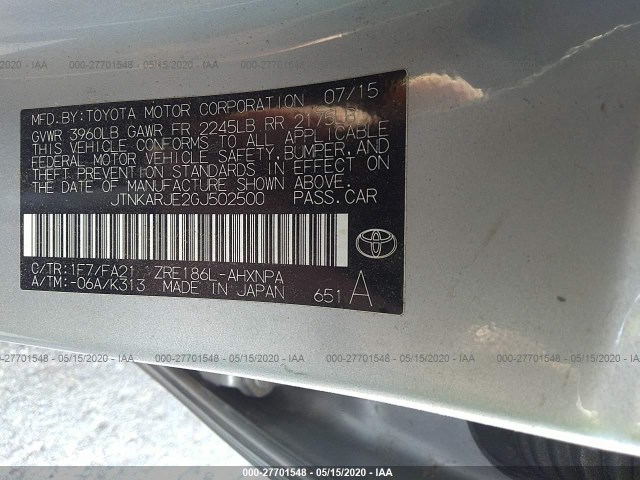 000-27701548 - 05/15/2020 - IAA
MFD.BY:TOYOTA MOTOR CORPORATION 07/15
GVWR 3960LB GAWR FR 2245LB RR 2175LB
THIS VEHICLE CONFORMS TO ALL APPLICABLE
FEDERAL MOTOR VEHICLE SAFETY,BUMPER,AND
THEFT PREVENTION STANDARDS IN EFFECT ON
THE DATE OF MANUFACTURE SHOWN ABOVE.
JTNKARJE2GJ502500 PASS.CAR
C/TR:1F7/FA21 ZRE186L-AHXNPA
A/TM:-06A/K313 MADE IN JAPAN 651 A
000-27701548 - 05/15/2020 - IAA
000-27701548 - 05/15/2020 - IAA